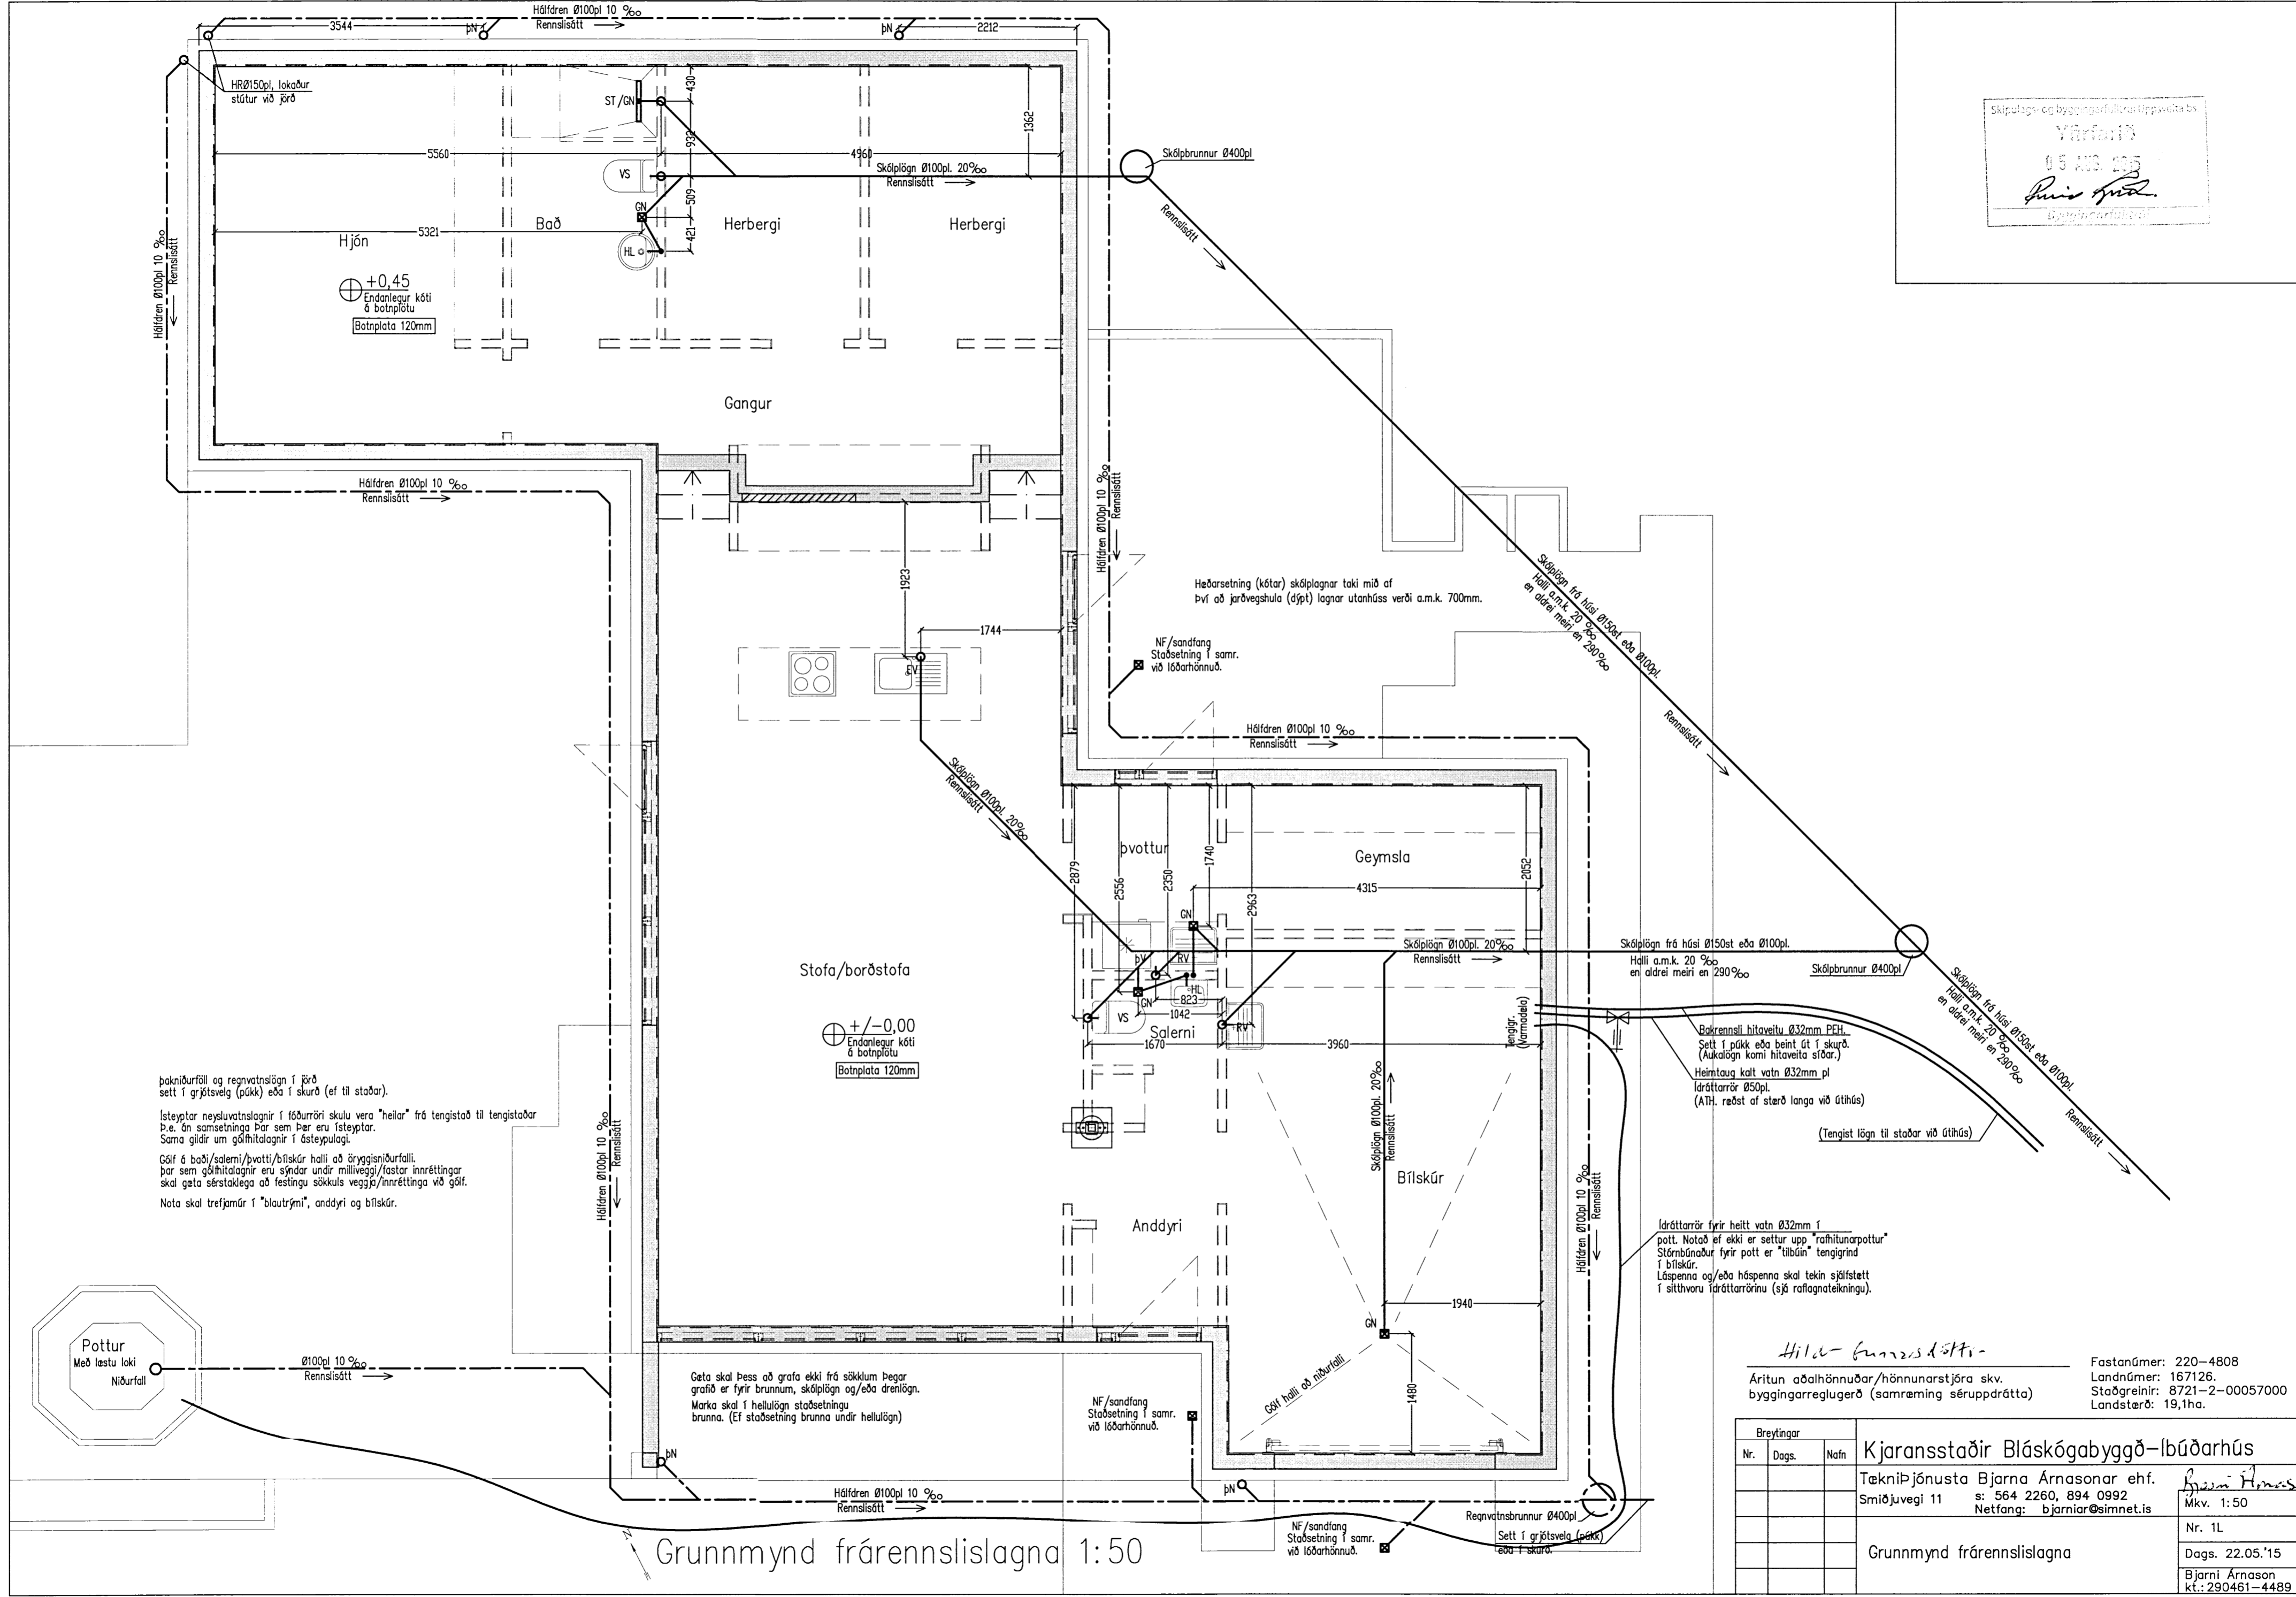 Hálfdren Ø100pl 10 ‰
Rennslisátt
3544
þN
þN
2212
HRØ150pl, lokaður
stútur við jörð
ST/GN
430
932
1362
5560
4960
Skólplögn Ø100pl. 20‰
Rennslisátt
Skólpbrunnur Ø400pl
VS
GN
509
421
5321
HL
Hjón
Bað
Herbergi
Herbergi
+0,45
Endanlegur kóti
á botnplötu
Botnplata 120mm
Hálfdren Ø100pl 10 ‰
Rennslisátt
Rennslisátt
Gangur
Hálfdren Ø100pl 10 ‰
Rennslisátt
Hálfdren Ø100pl 10 ‰
Rennslisátt
1923
1744
EV
Hæðarsetning (kótar) skólplagnar taki mið af
Því að jarðvegshula (dýpt) lagnar utanhúss verði a.m.k. 700mm.
NF/sandfang
Staðsetning í samr.
við lóðarhönnuð.
Skólplögn frá húsi Ø150st eða Ø100pl.
Halli a.m.k. 20 ‰
en aldrei meiri en 290‰
Rennslisátt
Hálfdren Ø100pl 10 ‰
Rennslisátt
Skólplögn Ø100pl. 20‰
Rennslisátt
2879
2556
2350
1740
2963
2052
þvottur
Geymsla
4315
GN
þV
RV
HL
GN
823
1042
VS
Salerni
RV
1670
3960
Skólplögn Ø100pl. 20‰
Rennslisátt
Skólplögn frá húsi Ø150st eða Ø100pl.
Halli a.m.k. 20 ‰
en aldrei meiri en 290‰
Skólpbrunnur Ø400pl
Skólplögn frá húsi Ø150st eða Ø100pl.
Halli a.m.k. 20 ‰
en aldrei meiri en 290‰
Rennslisátt
Stofa/borðstofa
+/-0,00
Endanlegur kóti
á botnplötu
Botnplata 120mm
Tengigr.
(Varmadæla)
Bakrennsli hitaveitu Ø32mm PEH.
Sett í púkk eða beint út í skurð.
(Aukalögn komi hitaveita síðar.)
Heimtaug kalt vatn Ø32mm pl
Ídráttarrör Ø50pl.
(ATH. ræðst af stærð langa við útihús)
(Tengist lögn til staðar við útihús)
Skólplögn Ø100pl. 20‰
Rennslisátt
Bílskúr
Anddyri
1940
GN
1480
Gólf halli að niðurfalli
Hálfdren Ø100pl 10 ‰
Rennslisátt
Hálfdren Ø100pl 10 ‰
Rennslisátt
Ídráttarrör fyrir heitt vatn Ø32mm í
pott. Notað ef ekki er settur upp "rafhitunarpottur"
Stórnbúnaður fyrir pott er "tilbúin" tengigrind
í bílskúr.
Láspenna og/eða háspenna skal tekin sjálfstætt
í sitthvoru ídráttarrörinu (sjá raflagnateikningu).
þakniðurföll og regnvatnslögn í jörð
sett í grjótsvelg (púkk) eða í skurð (ef til staðar).
Ísteyptar neysluvatnslagnir í fóðurröri skulu vera "heilar" frá tengistað til tengistaðar
Þ.e. án samsetninga Þar sem Þær eru ísteyptar.
Sama gildir um gólfhitalagnir í ásteypulagi.
Gólf á baði/salerni/þvotti/bílskúr halli að öryggisniðurfalli.
þar sem gólfhitalagnir eru sýndar undir milliveggi/fastar innréttingar
skal gæta sérstaklega að festingu sökkuls veggja/innréttinga við gólf.
Nota skal trefjamúr í "blautrými", anddyri og bílskúr.
Pottur
Með læstu loki
Niðurfall
Ø100pl 10 ‰
Rennslisátt
Gæta skal Þess að grafa ekki frá sökklum Þegar
grafið er fyrir brunnum, skólplögn og/eða drenlögn.
Marka skal í hellulögn staðsetningu
brunna. (Ef staðsetning brunna undir hellulögn)
NF/sandfang
Staðsetning í samr.
við lóðarhönnuð.
þN
þN
Hálfdren Ø100pl 10 ‰
Rennslisátt
NF/sandfang
Staðsetning í samr.
við lóðarhönnuð.
Regnvatnsbrunnur Ø400pl
Sett í grjótsvelg (púkk)
eða í skurð.
N
Grunnmynd frárennslislagna 1:50
Yfirfarið
Áritun aðalhönnuðar/hönnunarstjóra skv.
byggingarreglugerð (samræming séruppdrátta)
Fastanúmer: 220-4808
Landnúmer: 167126.
Staðgreinir: 8721-2-00057000
Landstærð: 19,1ha.
Breytingar
Nr. Dags. Nafn
Kjaransstaðir Bláskógabyggð-íbúðarhús
TækniÞjónusta Bjarna Árnasonar ehf.
Smiðjuvegi 11 s: 564 2260, 894 0992
Netfang: bjarniar@simnet.is
Mkv. 1:50
Nr. 1L
Grunnmynd frárennslislagna
Dags. 22.05.'15
Bjarni Árnason
kt.: 290461-4489